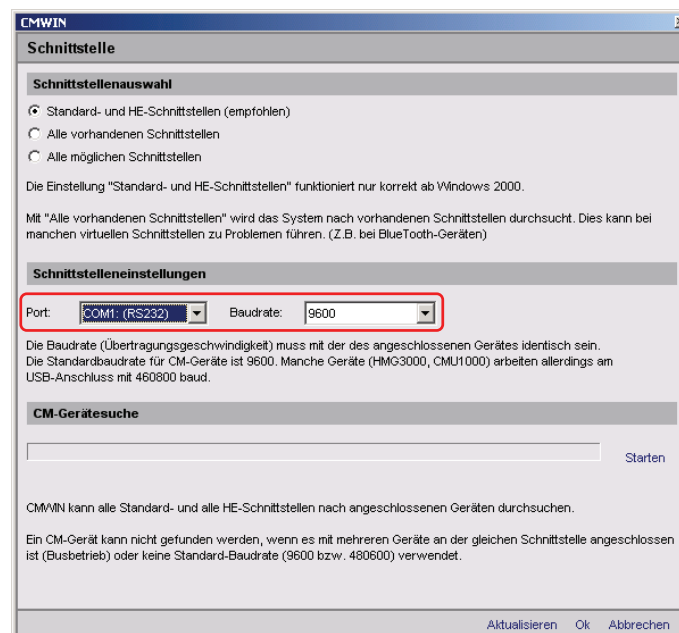 CMWIN
Schnittstelle
Schnittstellenauswahl
Standard- und HE-Schnittstellen (empfohlen)
Alle vorhandenen Schnittstellen
Alle möglichen Schnittstellen
Die Einstellung "Standard- und HE-Schnittstellen" funktioniert nur korrekt ab Windows 2000.
Mit "Alle vorhandenen Schnittstellen" wird das System nach vorhandenen Schnittstellen durchsucht. Dies kann bei
manchen virtuellen Schnittstellen zu Problemen führen. (Z.B. bei BlueTooth-Geräten)
Schnittstelleneinstellungen
Port: COM1: (RS232) Baudrate: 9600
Die Baudrate (Übertragungsgeschwindigkeit) muss mit der des angeschlossenen Gerätes identisch sein.
Die Standardbaudrate für CM-Geräte ist 9600. Manche Geräte (HMG3000, CMU1000) arbeiten allerdings am
USB-Anschluss mit 460800 baud.
CM-Gerätesuche
Starten
CMWIN kann alle Standard- und alle HE-Schnittstellen nach angeschlossenen Geräten durchsuchen.
Ein CM-Gerät kann nicht gefunden werden, wenn es mit mehreren Geräte an der gleichen Schnittstelle angeschlossen
ist (Busbetrieb) oder keine Standard-Baudrate (9600 bzw. 480600) verwendet.
Aktualisieren Ok Abbrechen